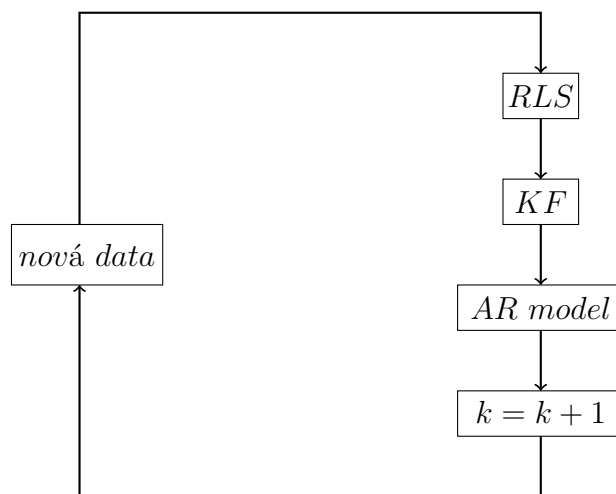 RLS
KF
nová data
AR model
k = k + 1